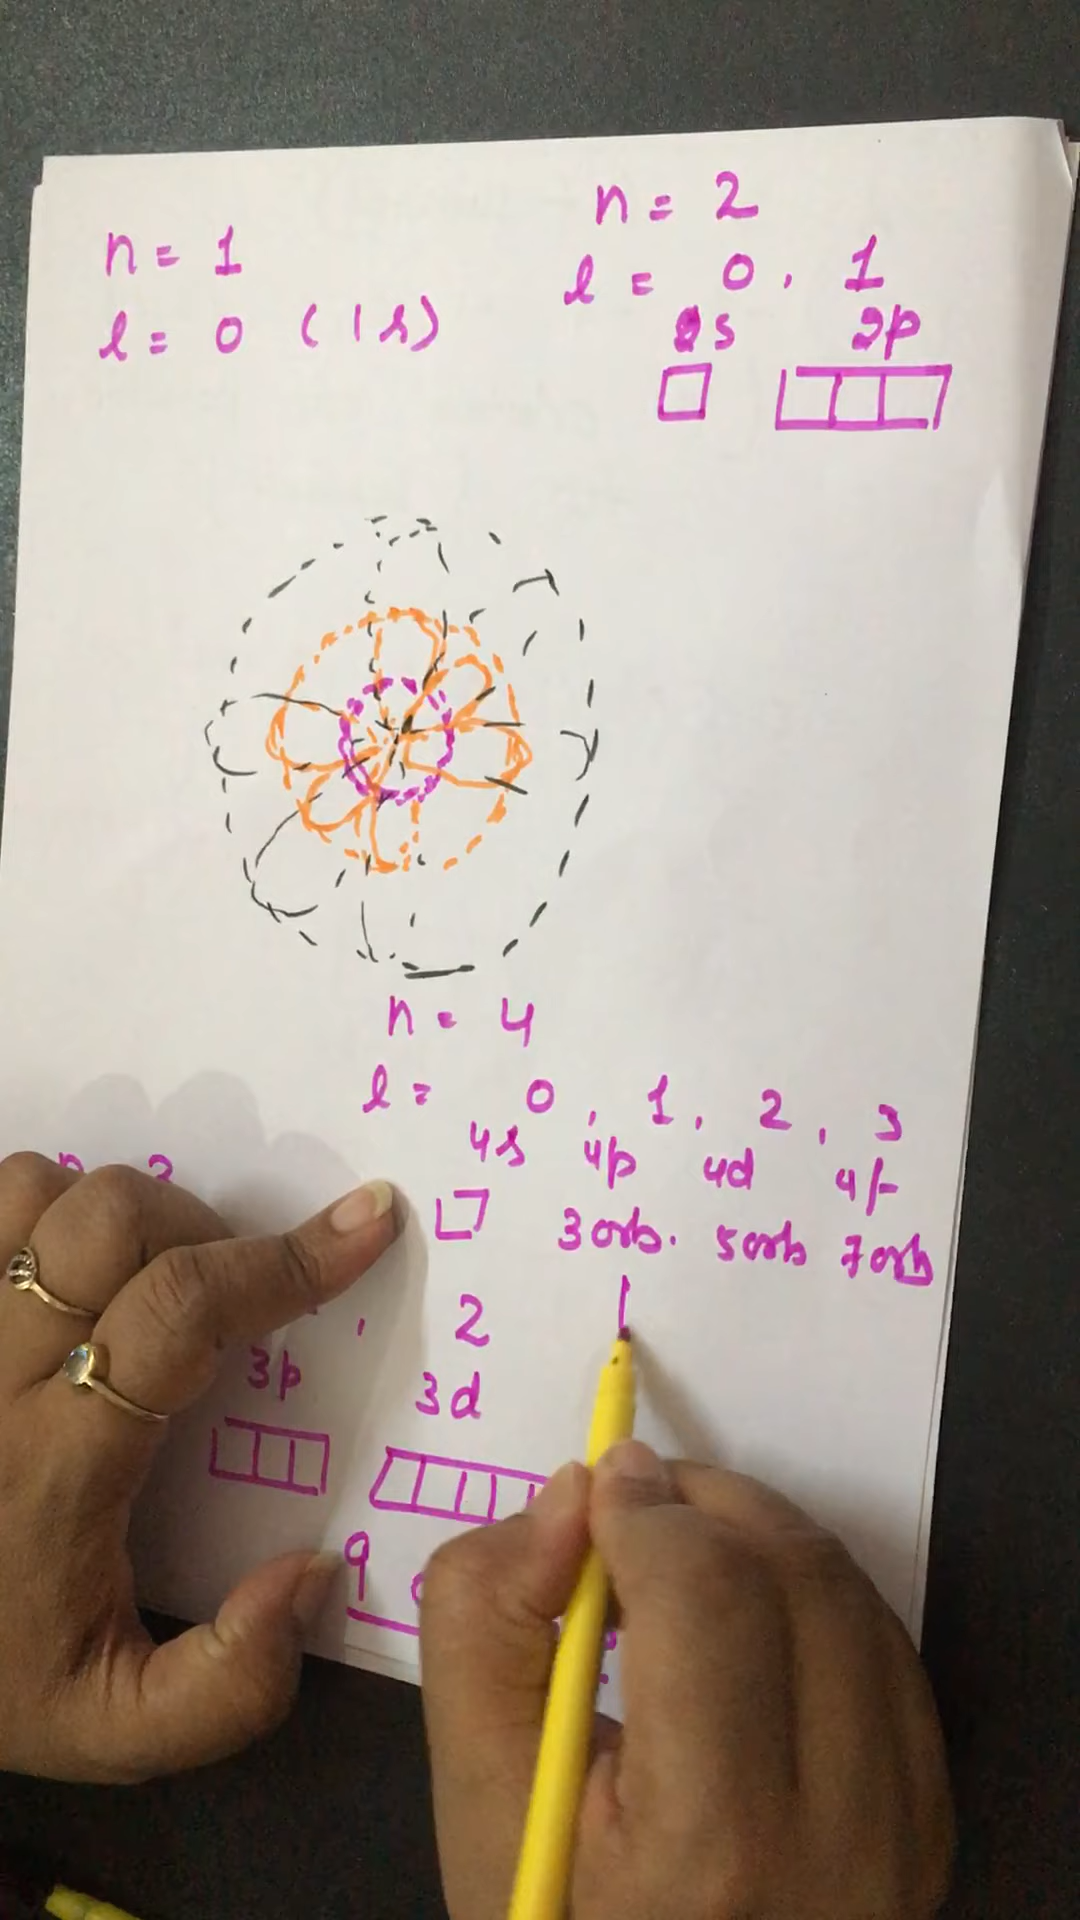 n = 1
l = 0 (1s)
n = 2
l = 0, 1
2s 2p
n = 4
l = 0, 1, 2, 3
4s 4p 4d 4f
3 orb. 5 orb 7 orb
n 3
, 2
3p 3d
9